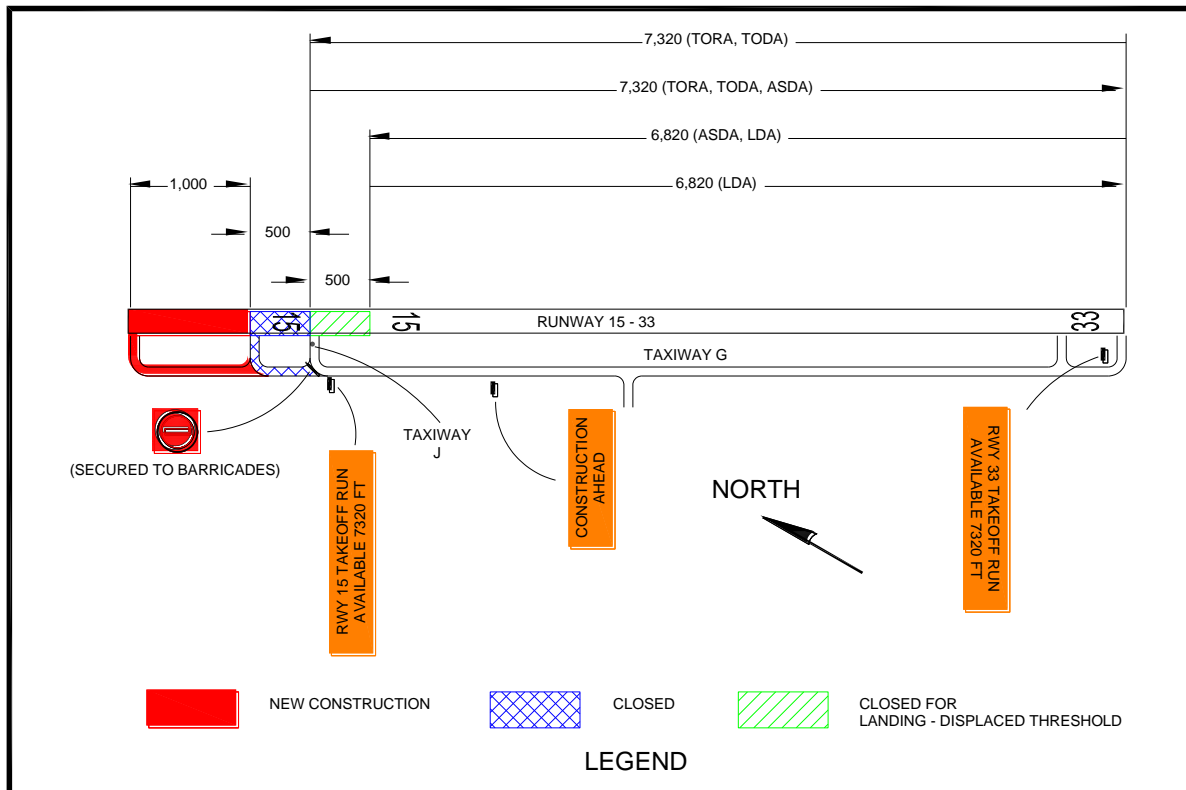 7,320 (TORA, TODA)
7,320 (TORA, TODA, ASDA)
6,820 (ASDA, LDA)
1,000
6,820 (LDA)
500
500
15
15
RUNWAY 15 - 33
33
TAXIWAY G
(SECURED TO BARRICADES)
RWY 15 TAKEOFF RUN
AVAILABLE 7320 FT
TAXIWAY
J
CONSTRUCTION
AHEAD
NORTH
RWY 33 TAKEOFF RUN
AVAILABLE 7320 FT
NEW CONSTRUCTION
CLOSED
CLOSED FOR
LANDING - DISPLACED THRESHOLD
LEGEND